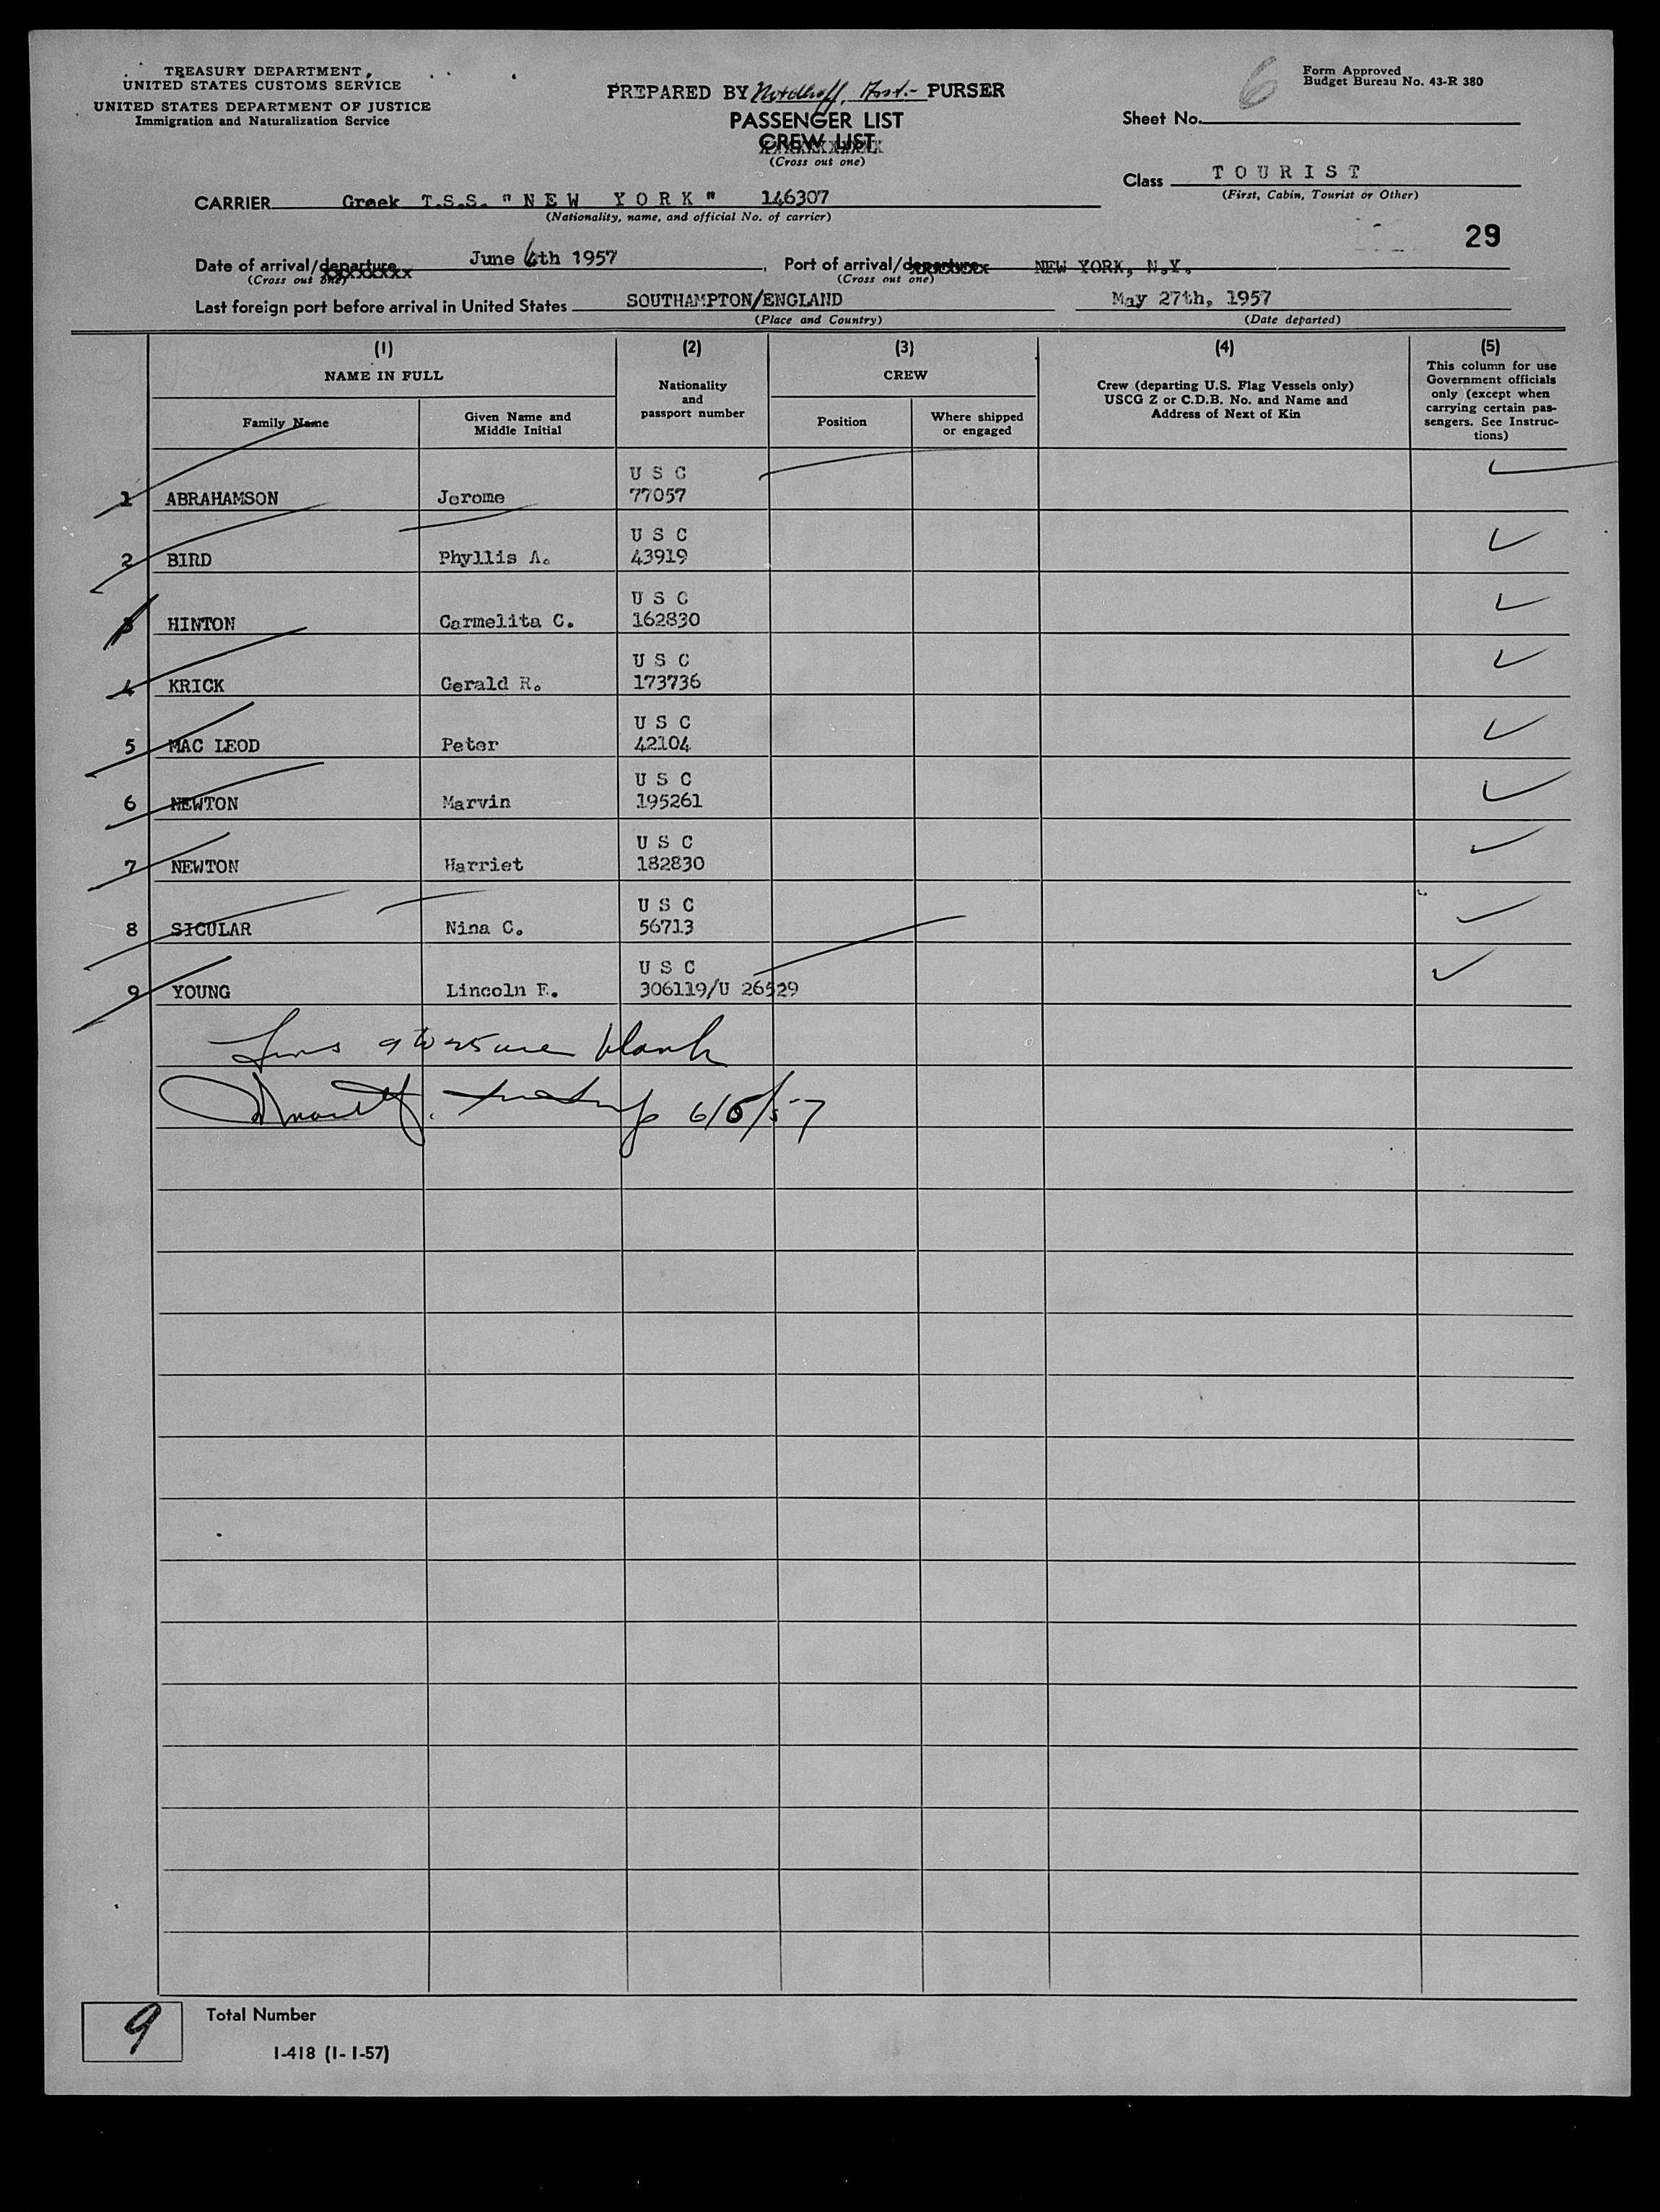 TREASURY DEPARTMENT
UNITED STATES CUSTOMS SERVICE
UNITED STATES DEPARTMENT OF JUSTICE
Immigration and Naturalization Service
PREPARED BY PURSER
PASSENGER LIST
CREW LIST
(Cross out one)
6
Form Approved
Budget Bureau No. 43-R 380
Sheet No.
Class TOURIST
(First, Cabin, Tourist or Other)
CARRIER Greek T.S.S. "NEW YORK" 146307
(Nationality, name, and official No. of carrier)
29
Date of arrival/departure June 6th 1957
(Cross out one)
Port of arrival/departure NEW YORK, N.Y.
(Cross out one)
Last foreign port before arrival in United States SOUTHAMPTON/ENGLAND May 27th, 1957
(Place and Country) (Date departed)
(1) (2) (3) (4) (5)
NAME IN FULL
Family Name
Given Name and
Middle Initial
Nationality
and
passport number
CREW
Position
Where shipped
or engaged
Crew (departing U.S. Flag Vessels only)
USCG Z or C.D.B. No. and Name and
Address of Next of Kin
This column for use
Government officials
only (except when
carrying certain pas-
sengers. See Instruc-
tions)
U S C
1 ABRAHAMSON Jerome 77057
U S C
2 BIRD Phyllis A. 43919
U S C
3 HINTON Carmelita C. 162830
U S C
4 KRICK Gerald R. 173736
U S C
5 MAC LEOD Peter 42104
U S C
6 NEWTON Marvin 195261
U S C
7 NEWTON Harriet 182830
U S C
8 SICULAR Nina C. 56713
U S C
9 YOUNG Lincoln E. 306119/U 26529
Lines 9 to 25 are blank
6/6/57
9 Total Number
I-418 (1-1-57)